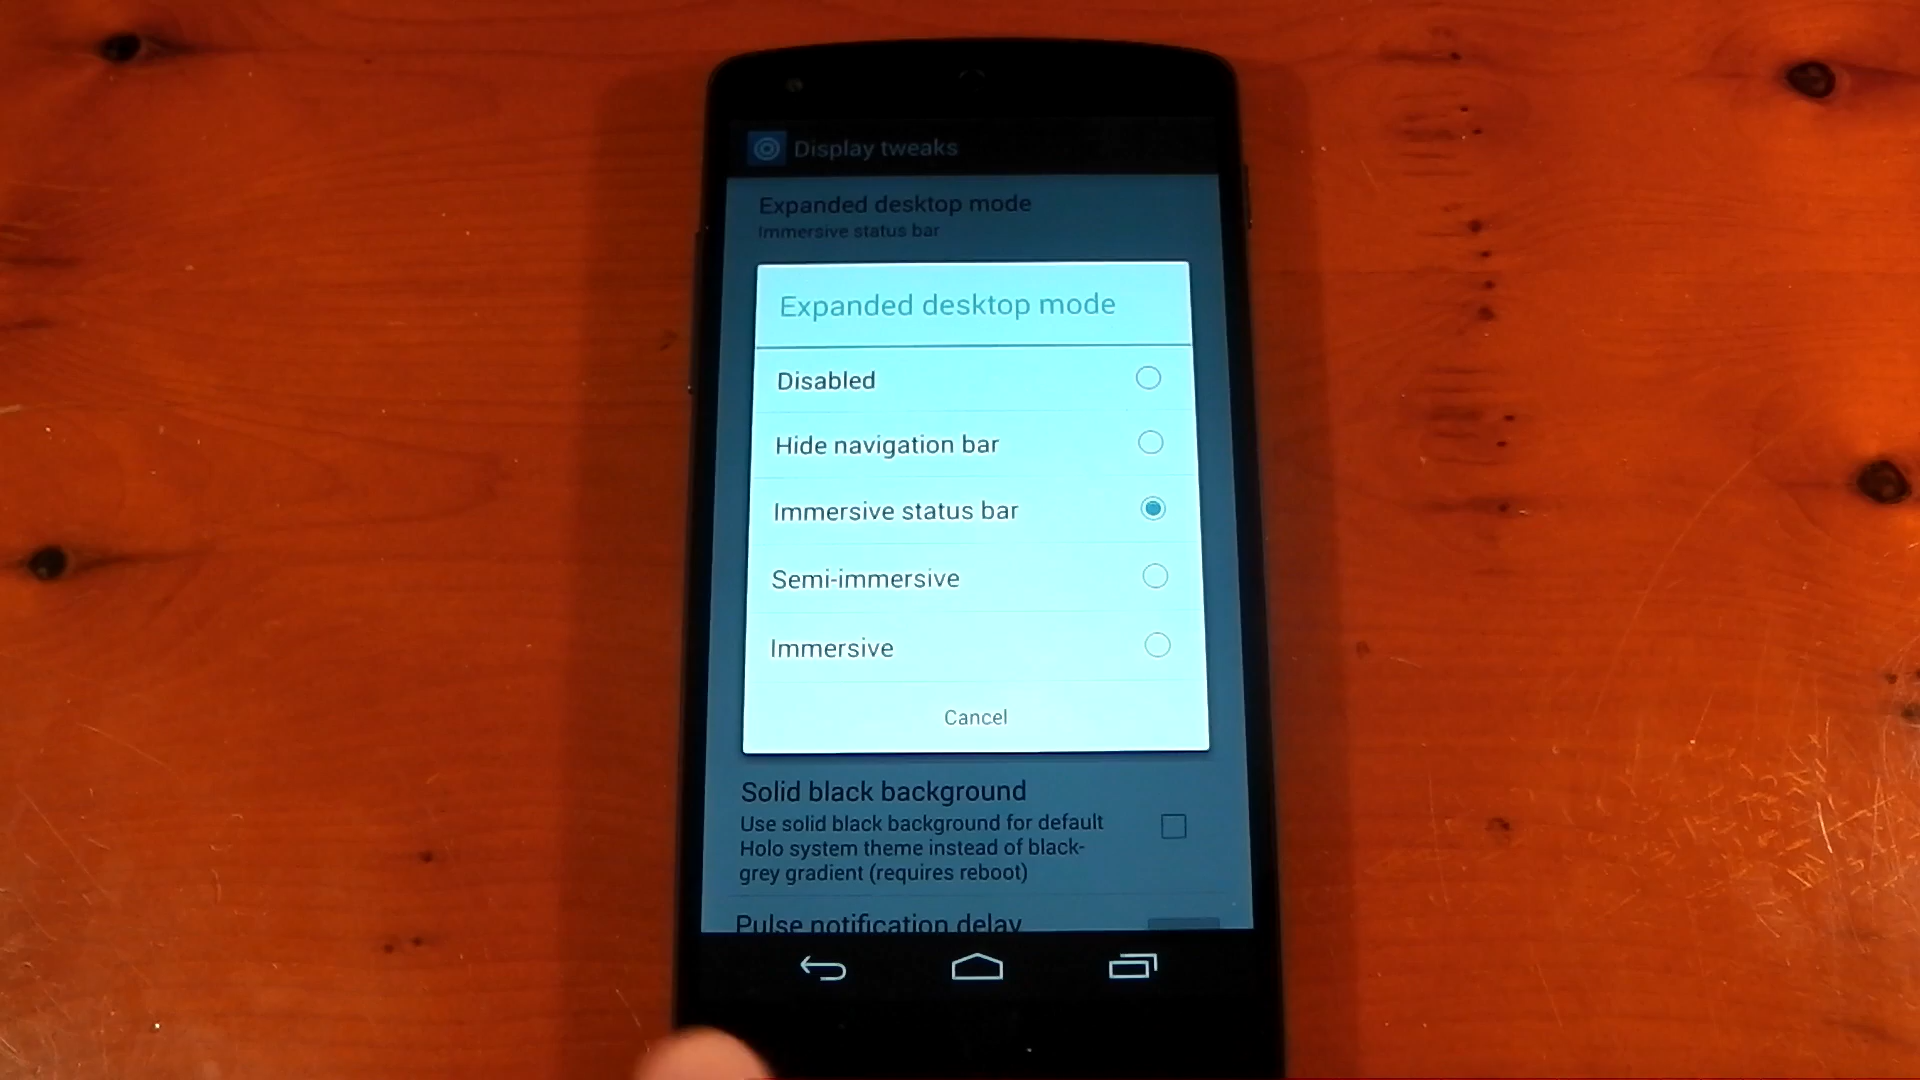 Display tweaks
Expanded desktop mode
Immersive status bar
Expanded desktop mode
Disabled
Hide navigation bar
Immersive status bar
Semi-immersive
Immersive
Cancel
Solid black background
Use solid black background for default
Holo system theme instead of black-
grey gradient (requires reboot)
Pulse notification delay